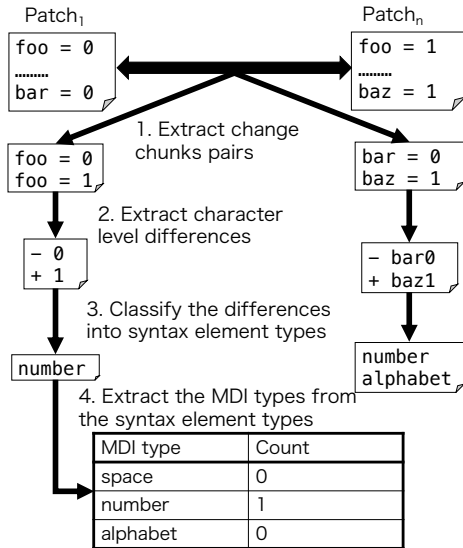 Patch₁
Patchₙ
foo = 0
………
bar = 0
foo = 1
………
baz = 1
1. Extract change
chunks pairs
foo = 0
foo = 1
bar = 0
baz = 1
2. Extract character
level differences
− 0
+ 1
− bar0
+ baz1
3. Classify the differences
into syntax element types
number
number
alphabet
4. Extract the MDI types from
the syntax element types
MDI type Count
space 0
number 1
alphabet 0